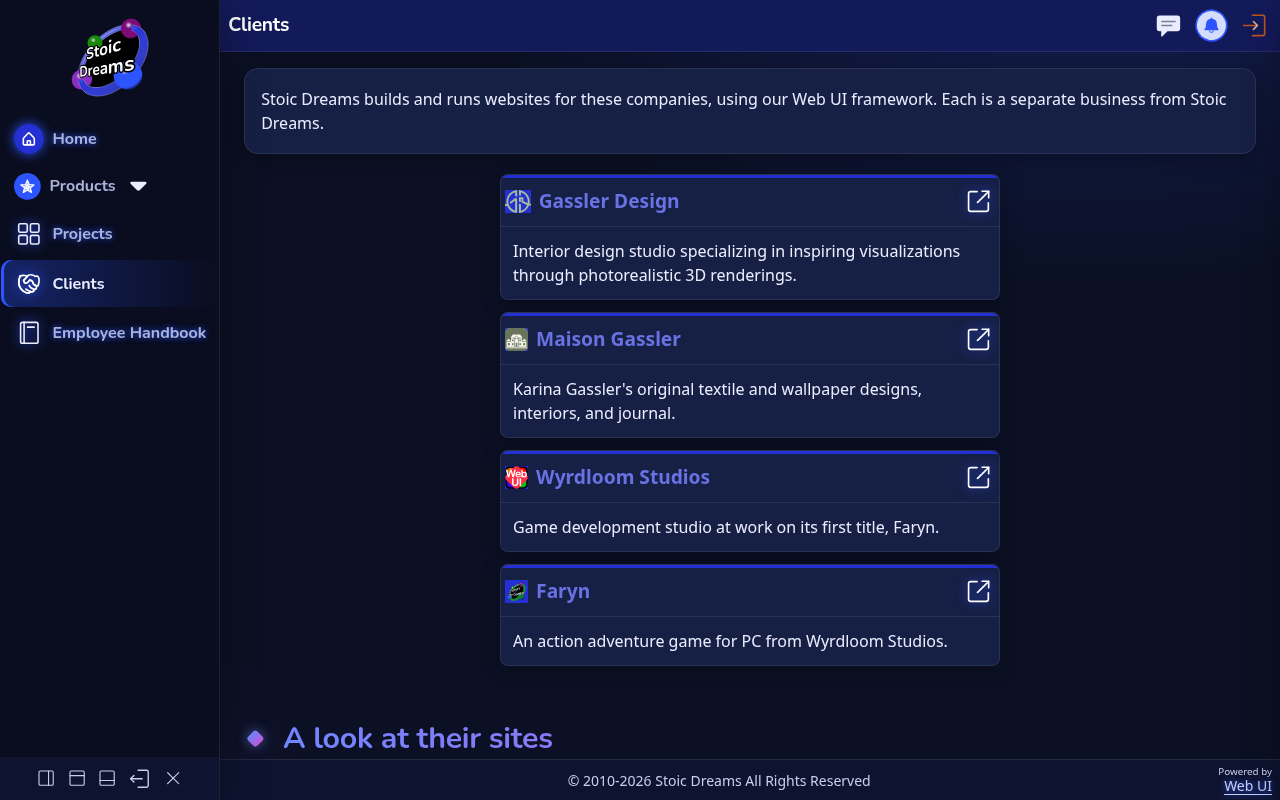 Stoic
Dreams
Clients
Home
Products
Projects
Clients
Employee Handbook
Stoic Dreams builds and runs websites for these companies, using our Web UI framework. Each is a separate business from Stoic
Dreams.
Gassler Design
Interior design studio specializing in inspiring visualizations
through photorealistic 3D renderings.
Maison Gassler
Karina Gassler's original textile and wallpaper designs,
interiors, and journal.
Web
UI
Wyrdloom Studios
Game development studio at work on its first title, Faryn.
Faryn
An action adventure game for PC from Wyrdloom Studios.
A look at their sites
© 2010-2026 Stoic Dreams All Rights Reserved
Powered by
Web UI